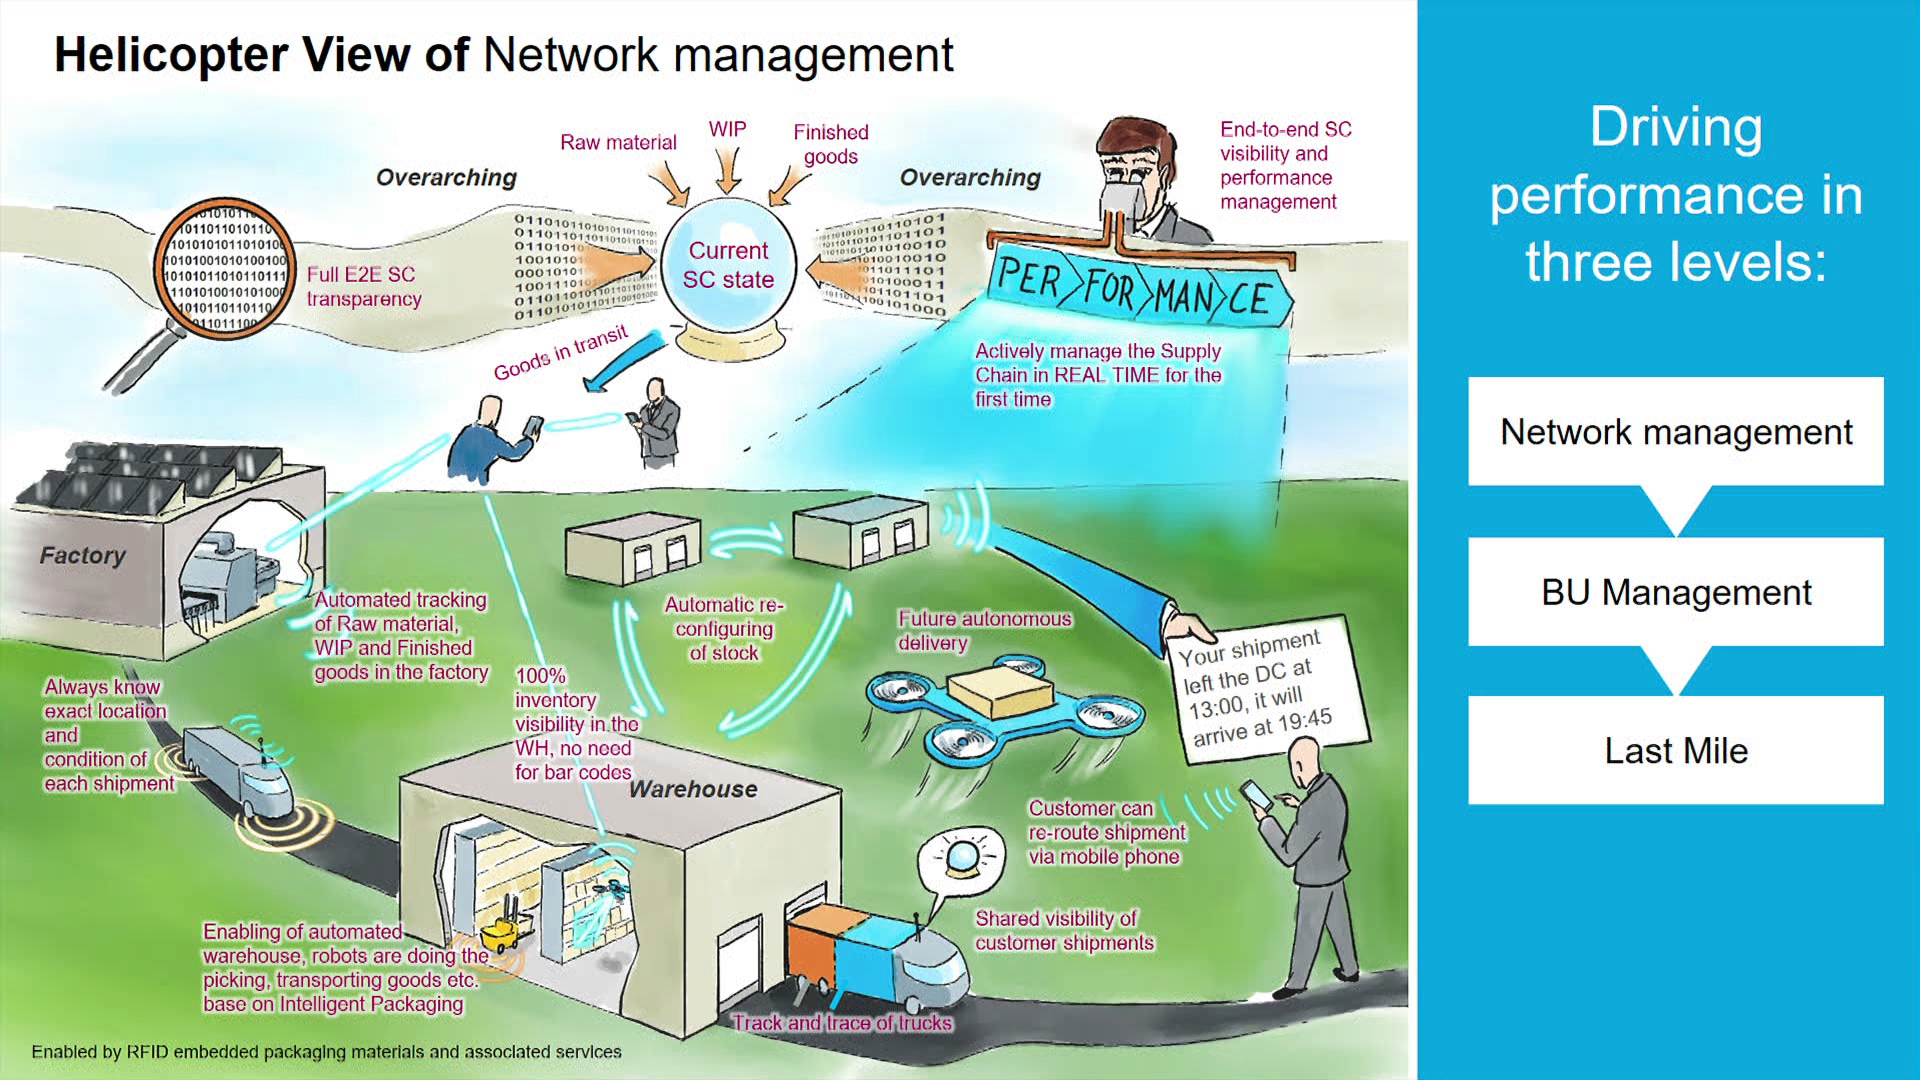 Helicopter View of Network management
Raw material
WIP
Finished
goods
Overarching
Overarching
End-to-end SC
visibility and
performance
management
Full E2E SC
transparency
Current
SC state
PER FOR MAN CE
Goods in transit
Actively manage the Supply
Chain in REAL TIME for the
first time
Factory
Automated tracking
of Raw material,
WIP and Finished
goods in the factory
Automatic re-
configuring
of stock
Future autonomous
delivery
Your shipment
left the DC at
13:00, it will
arrive at 19:45
Always know
exact location
and
condition of
each shipment
100%
inventory
visibility in the
WH, no need
for bar codes
Warehouse
Customer can
re-route shipment
via mobile phone
Shared visibility of
customer shipments
Enabling of automated
warehouse, robots are doing the
picking, transporting goods etc.
base on Intelligent Packaging
Track and trace of trucks
Enabled by RFID embedded packaging materials and associated services
Driving
performance in
three levels:
Network management
BU Management
Last Mile